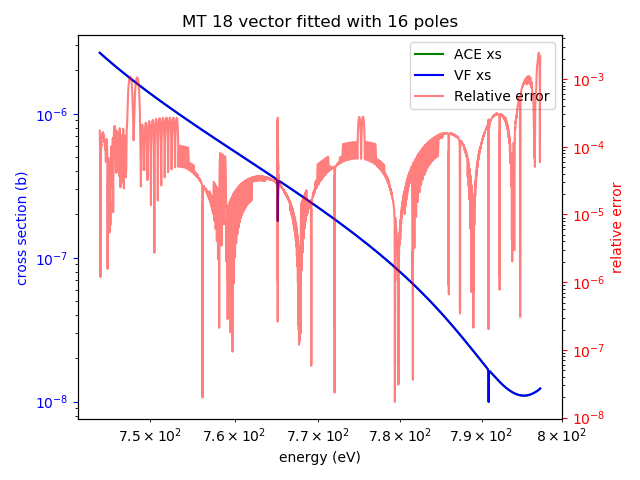 MT 18 vector fitted with 16 poles
ACE xs
VF xs
Relative error
cross section (b)
10⁻⁶
10⁻⁷
10⁻⁸
relative error
10⁻³
10⁻⁴
10⁻⁵
10⁻⁶
10⁻⁷
10⁻⁸
7.5 × 10² 7.6 × 10² 7.7 × 10² 7.8 × 10² 7.9 × 10² 8 × 10²
energy (eV)